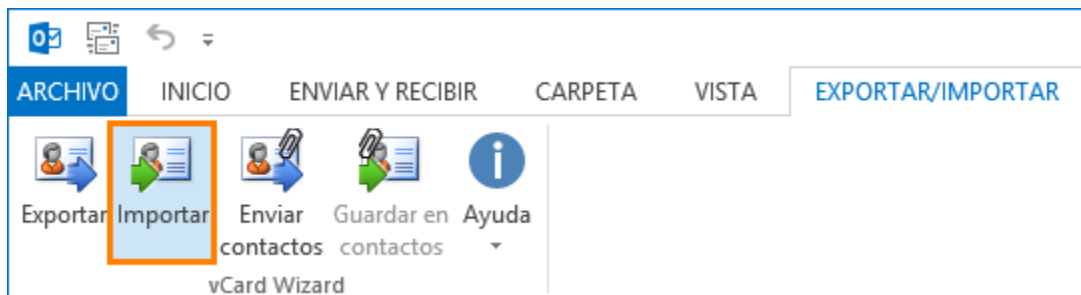 ARCHIVO INICIO ENVIAR Y RECIBIR CARPETA VISTA EXPORTAR/IMPORTAR
Exportar Importar Enviar Guardar en Ayuda
contactos contactos
vCard Wizard